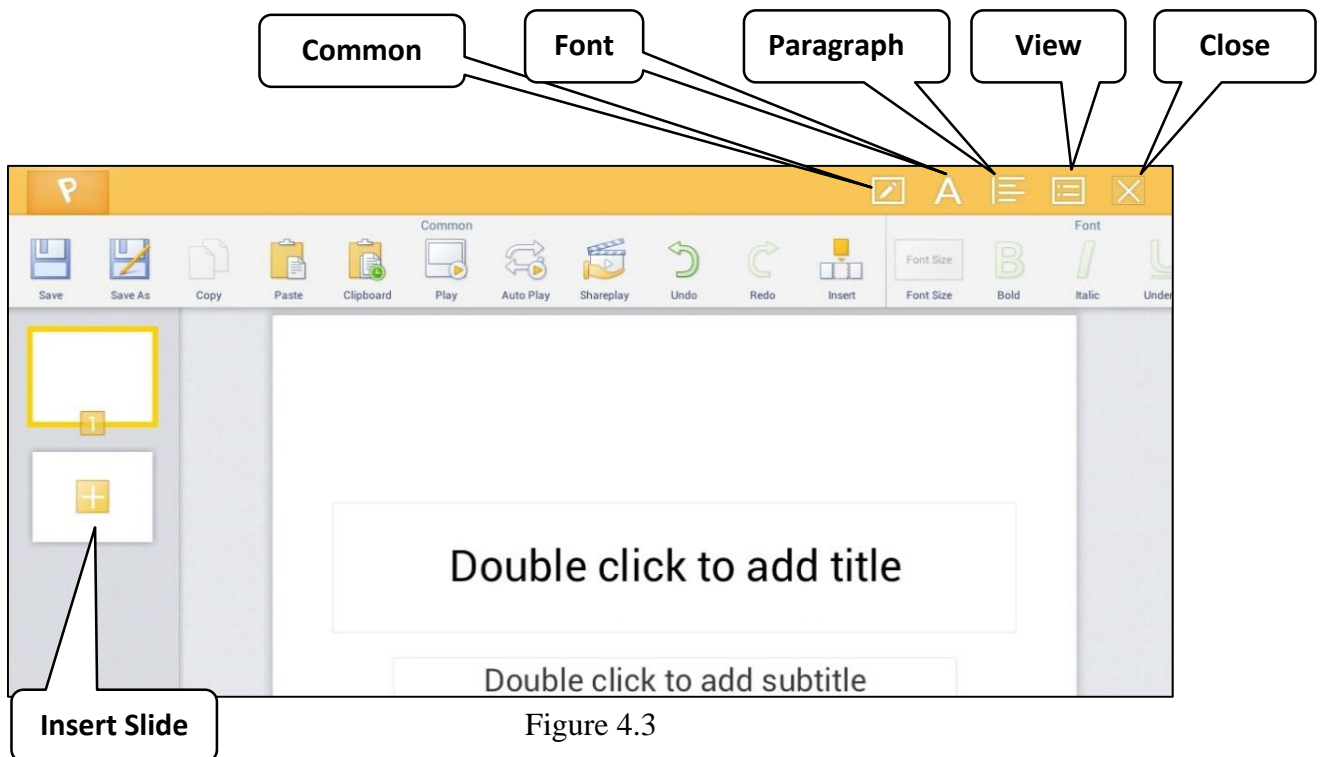 Common Font Paragraph View Close
P A
Common Font
Font Size
Save Save As Copy Paste Clipboard Play Auto Play Shareplay Undo Redo Insert Font Size Bold Italic Under
B I U
1
Double click to add title
Double click to add subtitle
Insert Slide
Figure 4.3